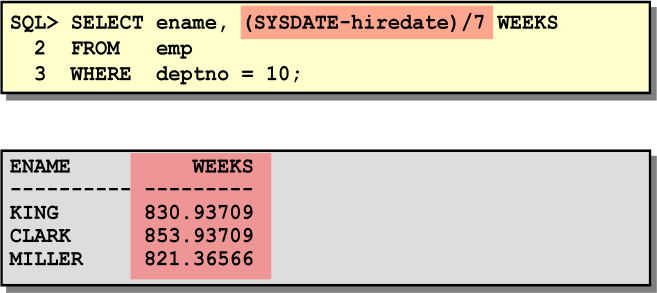 SQL> SELECT ename, (SYSDATE-hiredate)/7 WEEKS
2 FROM emp
3 WHERE deptno = 10;
ENAME WEEKS
---------- ---------
KING 830.93709
CLARK 853.93709
MILLER 821.36566